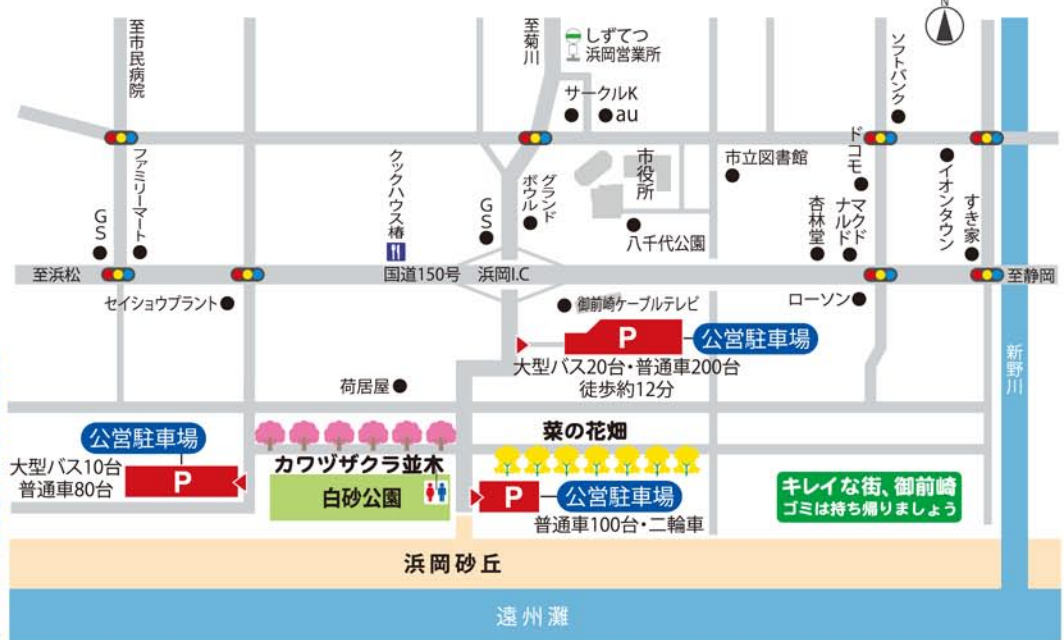 N
至市民病院
至菊川
しずてつ
浜岡営業所
ソフトバンク
サークルK
au
ファミリーマート
GS
クックハウス椿
GS
グランド
ボウル
市役所
市立図書館
ドコモ
八千代公園
杏林堂
マクド
ナルド
イオンタウン
すき家
至浜松
国道150号
浜岡I.C
至静岡
セイショウプラント
御前崎ケーブルテレビ
ローソン
P
公営駐車場
大型バス20台・普通車200台
徒歩約12分
新野川
荷居屋
公営駐車場
大型バス10台
普通車80台
P
カワヅザクラ並木
白砂公園
菜の花畑
P
公営駐車場
普通車100台・二輪車
キレイな街、御前崎
ゴミは持ち帰りましょう
浜岡砂丘
遠州灘